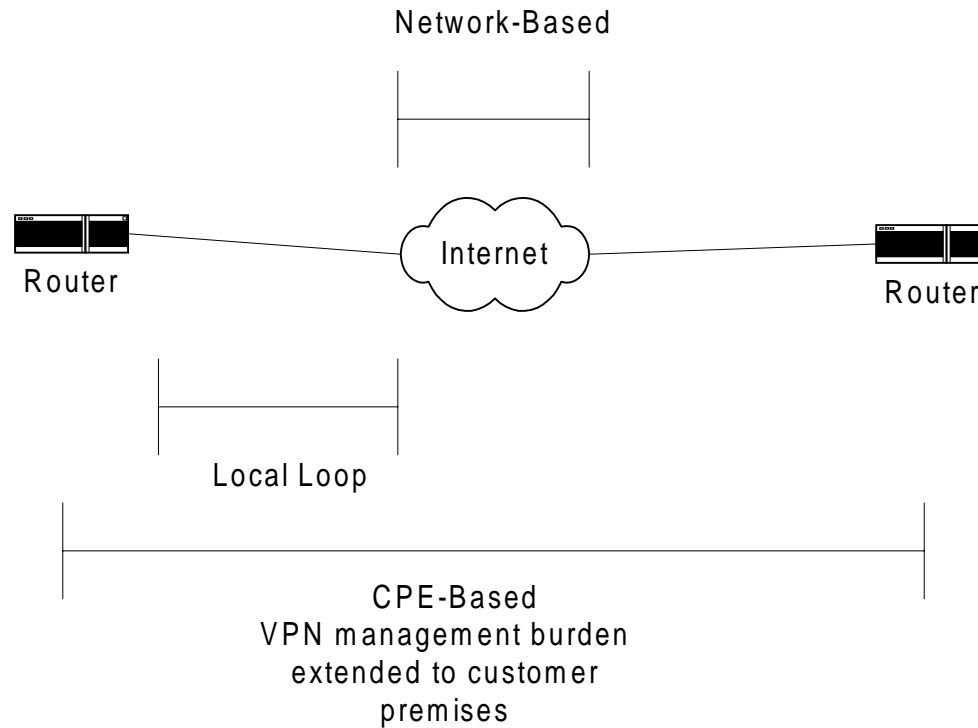 Network-Based
Internet
Router
Router
Local Loop
CPE-Based
VPN management burden
extended to customer
premises